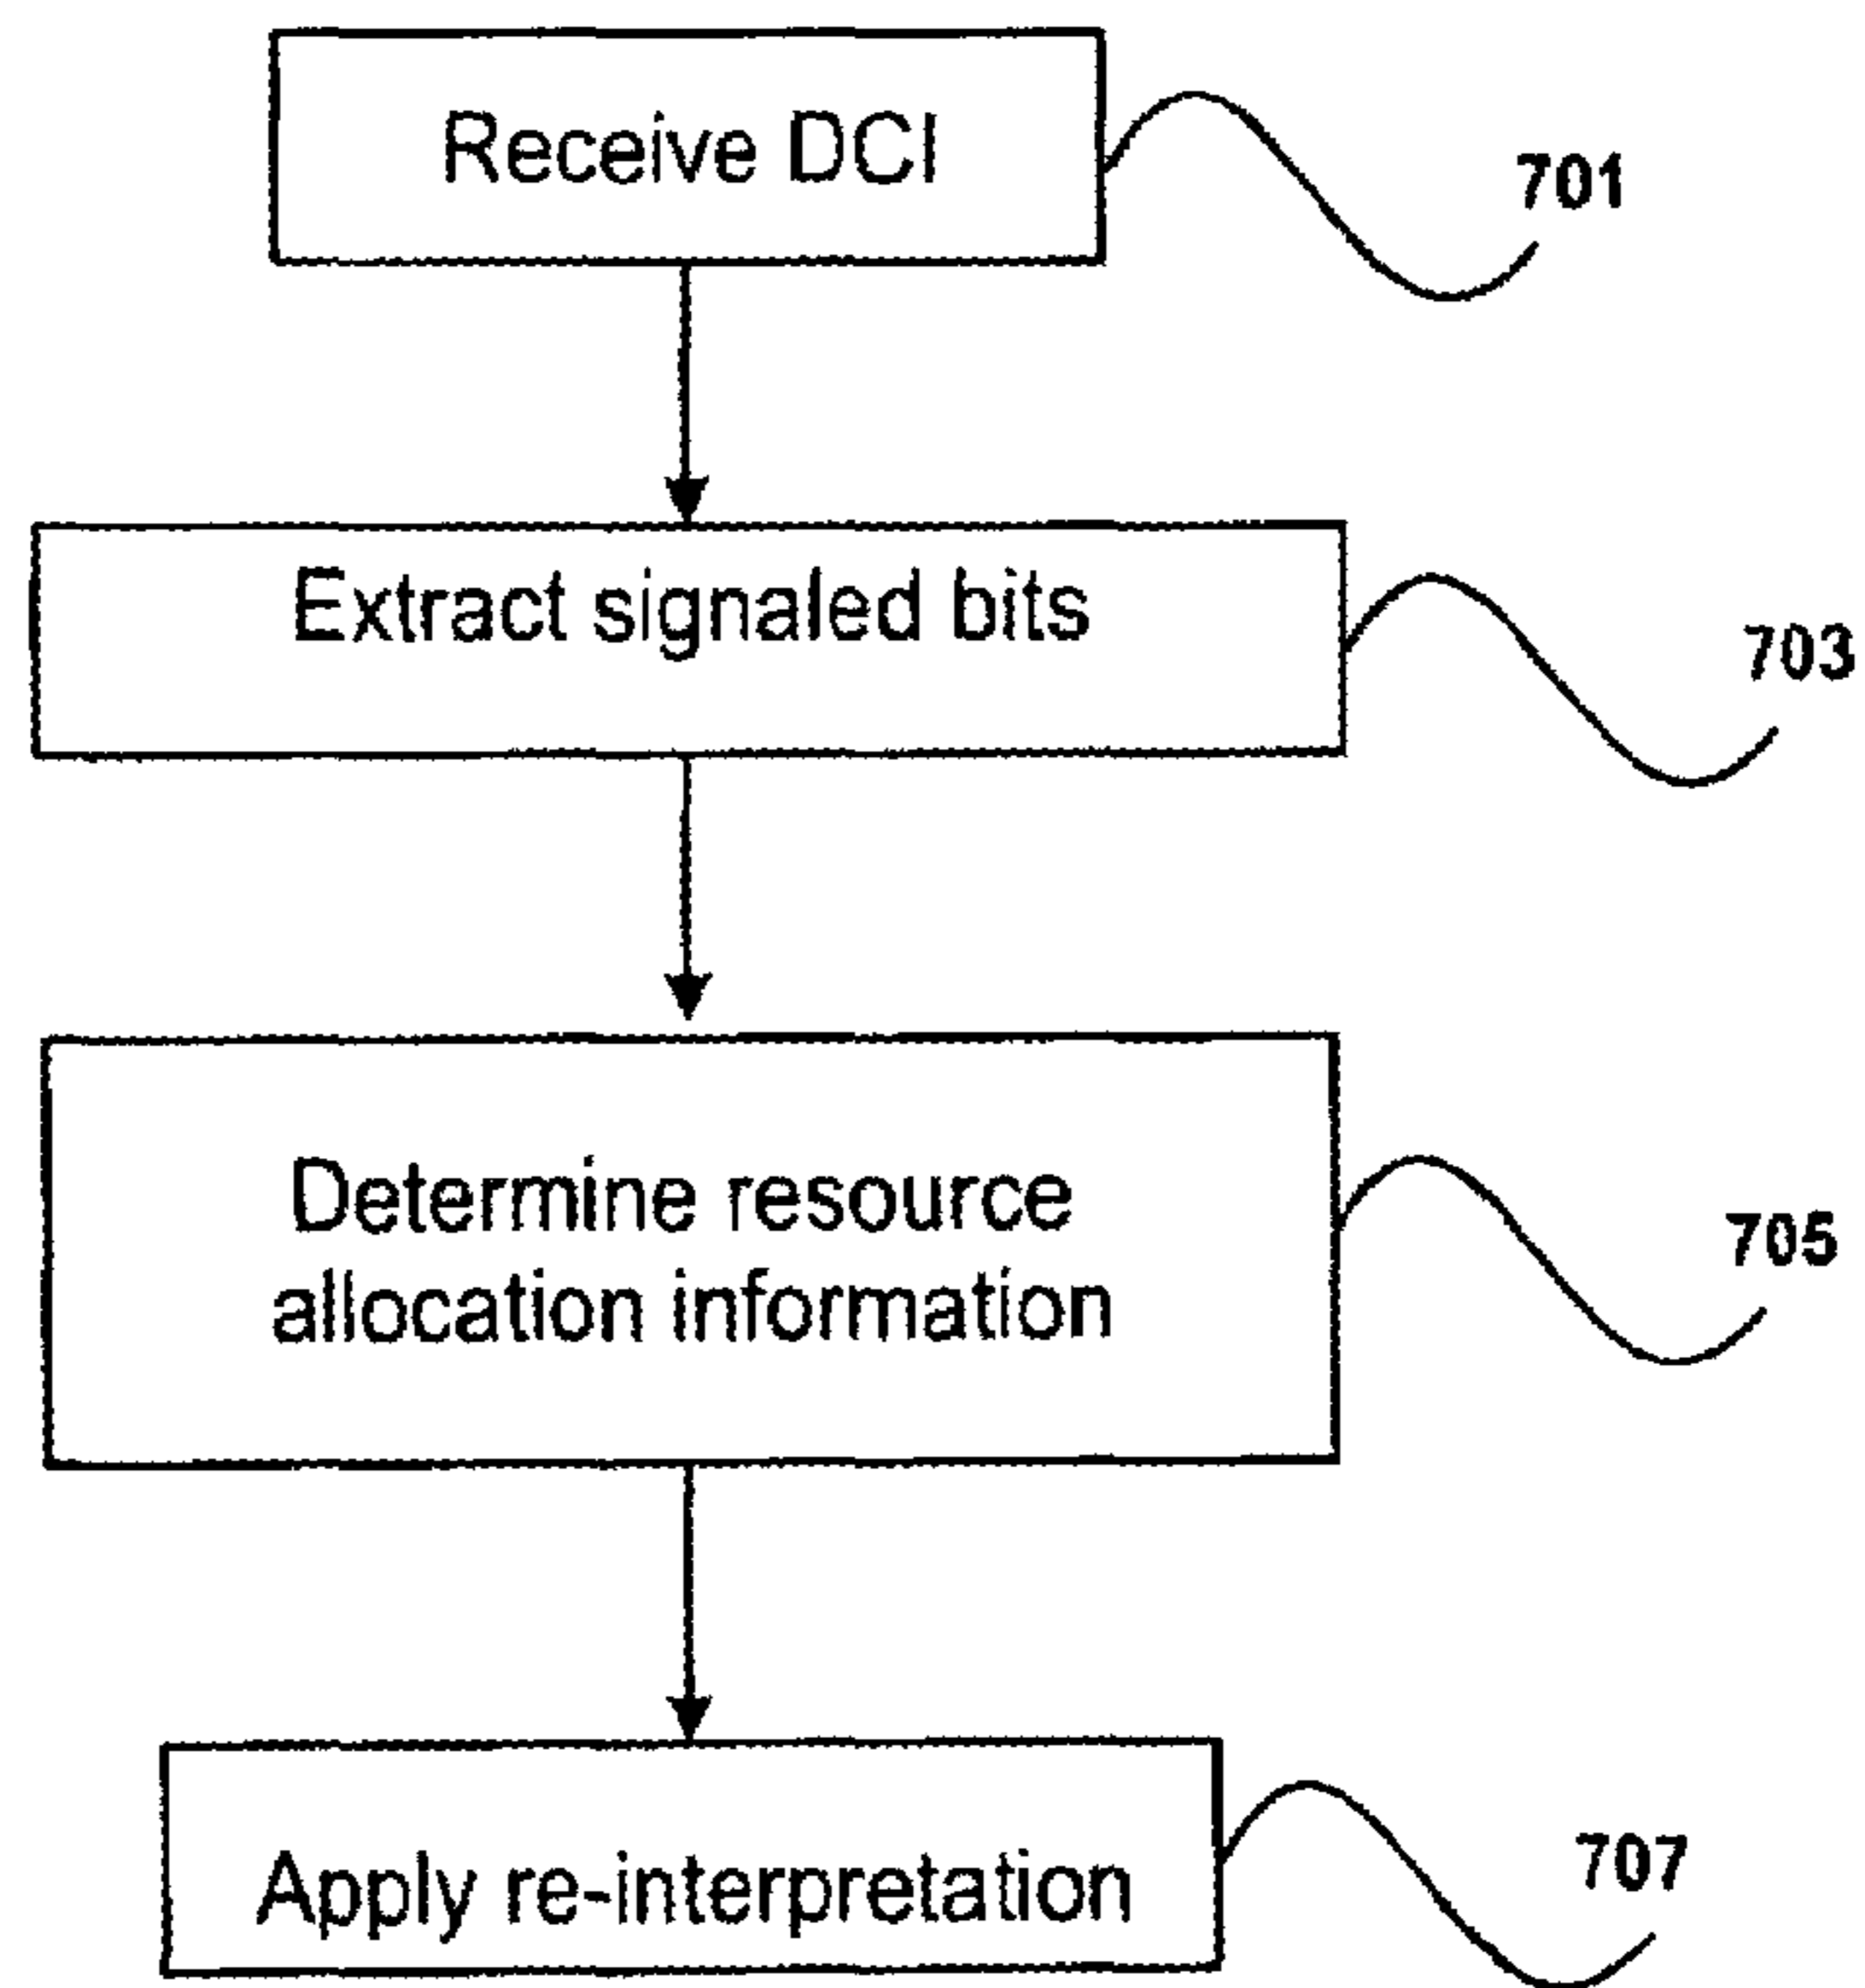 Receive DCI
701
Extract signaled bits
703
Determine resource
allocation information
705
Apply re-interpretation
707